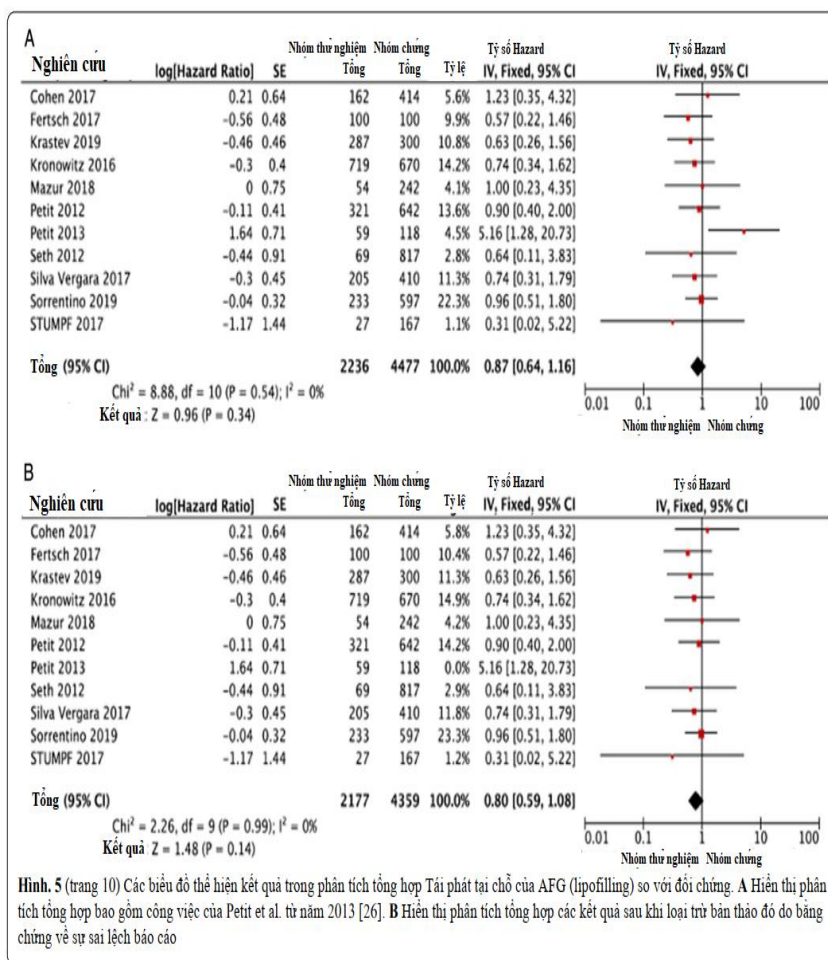 A
Nhóm thử nghiệm Nhóm chứng Tỷ số Hazard Tỷ số Hazard
Nghiên cứu log[Hazard Ratio] SE Tổng Tổng Tỷ lệ IV, Fixed, 95% CI IV, Fixed, 95% CI
Cohen 2017 0.21 0.64 162 414 5.6% 1.23 [0.35, 4.32]
Fertsch 2017 -0.56 0.48 100 100 9.9% 0.57 [0.22, 1.46]
Krastev 2019 -0.46 0.46 287 300 10.8% 0.63 [0.26, 1.56]
Kronowitz 2016 -0.3 0.4 719 670 14.2% 0.74 [0.34, 1.62]
Mazur 2018 0 0.75 54 242 4.1% 1.00 [0.23, 4.35]
Petit 2012 -0.11 0.41 321 642 13.6% 0.90 [0.40, 2.00]
Petit 2013 1.64 0.71 59 118 4.5% 5.16 [1.28, 20.73]
Seth 2012 -0.44 0.91 69 817 2.8% 0.64 [0.11, 3.83]
Silva Vergara 2017 -0.3 0.45 205 410 11.3% 0.74 [0.31, 1.79]
Sorrentino 2019 -0.04 0.32 233 597 22.3% 0.96 [0.51, 1.80]
STUMPF 2017 -1.17 1.44 27 167 1.1% 0.31 [0.02, 5.22]
Tổng (95% CI) 2236 4477 100.0% 0.87 [0.64, 1.16]
Chi² = 8.88, df = 10 (P = 0.54); I² = 0%
Kết quả : Z = 0.96 (P = 0.34)
0.01 0.1 1 10 100
Nhóm thử nghiệm Nhóm chứng
B
Nhóm thử nghiệm Nhóm chứng Tỷ số Hazard Tỷ số Hazard
Nghiên cứu log[Hazard Ratio] SE Tổng Tổng Tỷ lệ IV, Fixed, 95% CI IV, Fixed, 95% CI
Cohen 2017 0.21 0.64 162 414 5.8% 1.23 [0.35, 4.32]
Fertsch 2017 -0.56 0.48 100 100 10.4% 0.57 [0.22, 1.46]
Krastev 2019 -0.46 0.46 287 300 11.3% 0.63 [0.26, 1.56]
Kronowitz 2016 -0.3 0.4 719 670 14.9% 0.74 [0.34, 1.62]
Mazur 2018 0 0.75 54 242 4.2% 1.00 [0.23, 4.35]
Petit 2012 -0.11 0.41 321 642 14.2% 0.90 [0.40, 2.00]
Petit 2013 1.64 0.71 59 118 0.0% 5.16 [1.28, 20.73]
Seth 2012 -0.44 0.91 69 817 2.9% 0.64 [0.11, 3.83]
Silva Vergara 2017 -0.3 0.45 205 410 11.8% 0.74 [0.31, 1.79]
Sorrentino 2019 -0.04 0.32 233 597 23.3% 0.96 [0.51, 1.80]
STUMPF 2017 -1.17 1.44 27 167 1.2% 0.31 [0.02, 5.22]
Tổng (95% CI) 2177 4359 100.0% 0.80 [0.59, 1.08]
Chi² = 2.26, df = 9 (P = 0.99); I² = 0%
Kết quả : Z = 1.48 (P = 0.14)
0.01 0.1 1 10 100
Nhóm thử nghiệm Nhóm chứng
Hình. 5 (trang 10) Các biểu đồ thể hiện kết quả trong phân tích tổng hợp Tái phát tại chỗ của AFG (lipofilling) so với đối chứng. A Hiển thị phân
tích tổng hợp bao gồm công việc của Petit et al. từ năm 2013 [26]. B Hiển thị phân tích tổng hợp các kết quả sau khi loại trừ bản thảo đó do bằng
chứng về sự sai lệch báo cáo